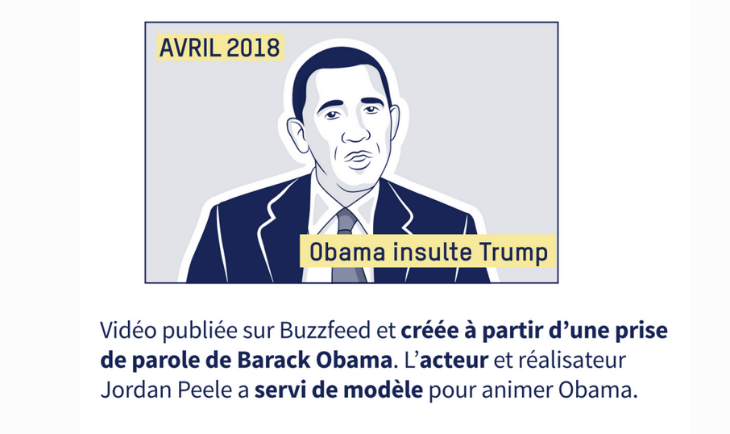 AVRIL 2018
Obama insulte Trump
Vidéo publiée sur Buzzfeed et créée à partir d’une prise
de parole de Barack Obama. L’acteur et réalisateur
Jordan Peele a servi de modèle pour animer Obama.